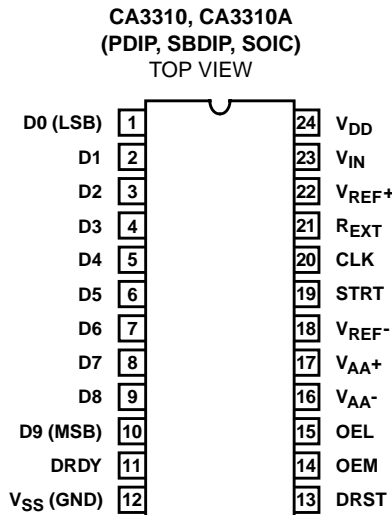 CA3310, CA3310A
(PDIP, SBDIP, SOIC)
TOP VIEW
D0 (LSB) 1 24 VDD
D1 2 23 VIN
D2 3 22 VREF+
D3 4 21 REXT
D4 5 20 CLK
D5 6 19 STRT
D6 7 18 VREF-
D7 8 17 VAA+
D8 9 16 VAA-
D9 (MSB) 10 15 OEL
DRDY 11 14 OEM
VSS (GND) 12 13 DRST